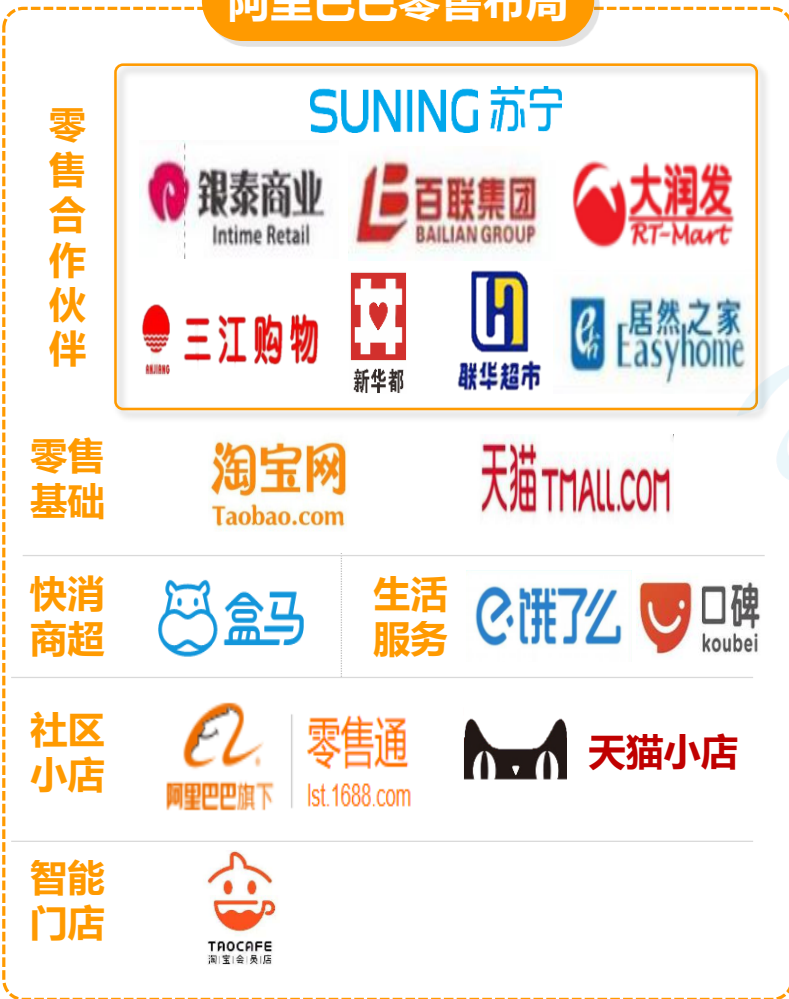 阿里巴巴零售布局
零售合作伙伴
SUNING 苏宁
銀泰商业
Intime Retail
百联集团
BAILIAN GROUP
大润发
RT-Mart
三江购物
新华都
联华超市
居然之家
Easyhome
零售
基础
淘宝网
Taobao.com
天猫 TMALL.COM
快消
商超
盒马
生活
服务
饿了么
口碑
koubei
社区
小店
阿里巴巴旗下
零售通
lst.1688.com
天猫小店
智能
门店
TAOCAFE
淘|宝|会|员|店